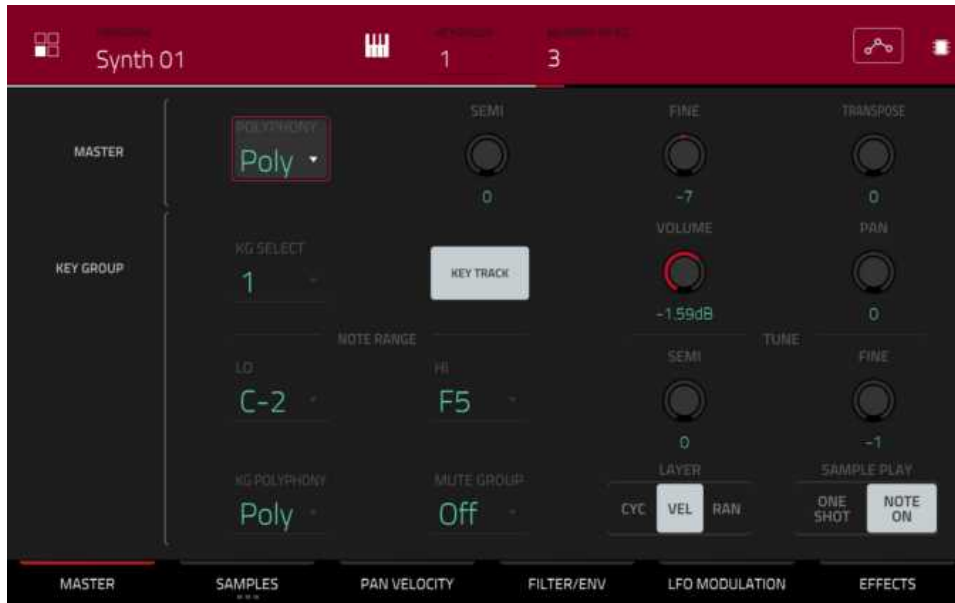 Synth 01
1
3
MASTER
POLYPHONY
Poly
SEMI
0
FINE
-7
TRANSPOSE
0
KEY GROUP
KG SELECT
1
KEY TRACK
VOLUME
-1.59dB
PAN
0
NOTE RANGE
TUNE
LO
C-2
HI
F5
SEMI
0
FINE
-1
KG POLYPHONY
Poly
MUTE GROUP
Off
LAYER
CYC VEL RAN
SAMPLE PLAY
ONE SHOT
NOTE ON
MASTER SAMPLES PAN VELOCITY FILTER/ENV LFO MODULATION EFFECTS